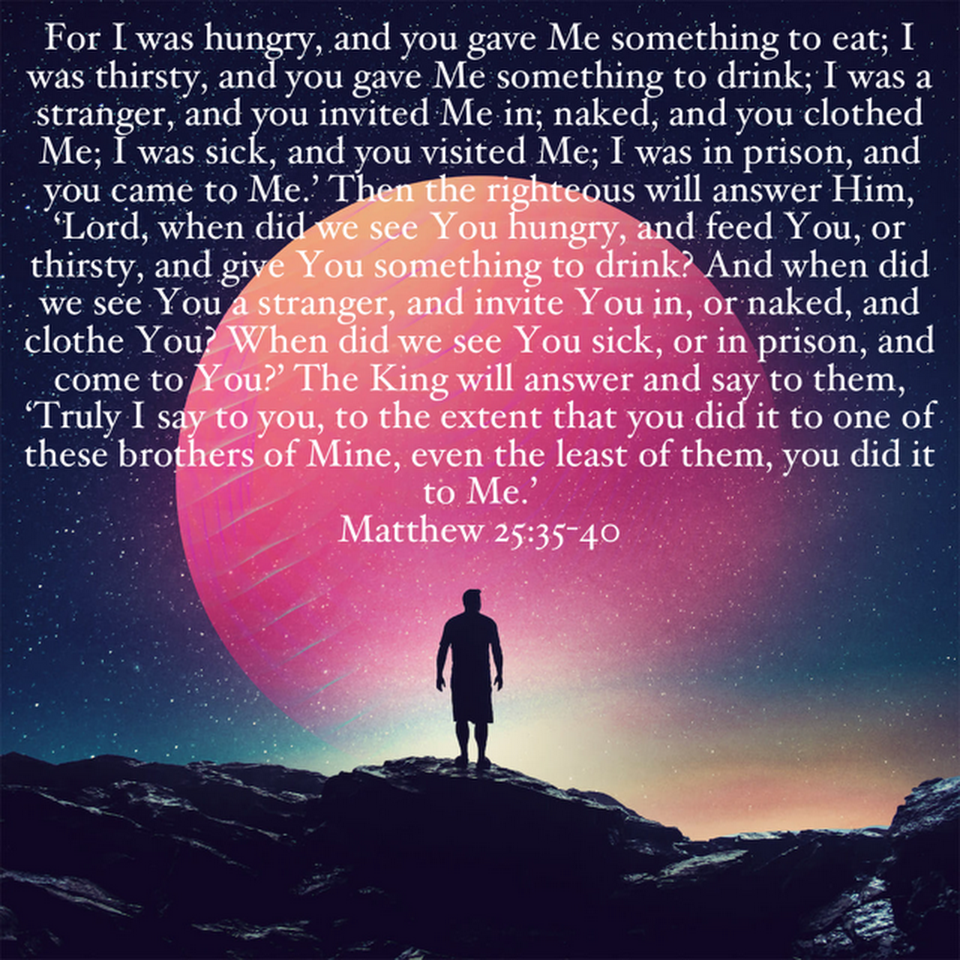 For I was hungry, and you gave Me something to eat; I
was thirsty, and you gave Me something to drink; I was a
stranger, and you invited Me in; naked, and you clothed
Me; I was sick, and you visited Me; I was in prison, and
you came to Me.’ Then the righteous will answer Him,
‘Lord, when did we see You hungry, and feed You, or
thirsty, and give You something to drink? And when did
we see You a stranger, and invite You in, or naked, and
clothe You? When did we see You sick, or in prison, and
come to You?’ The King will answer and say to them,
‘Truly I say to you, to the extent that you did it to one of
these brothers of Mine, even the least of them, you did it
to Me.’
Matthew 25:35-40